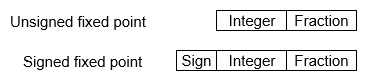 Unsigned fixed point Integer Fraction
Signed fixed point Sign Integer Fraction